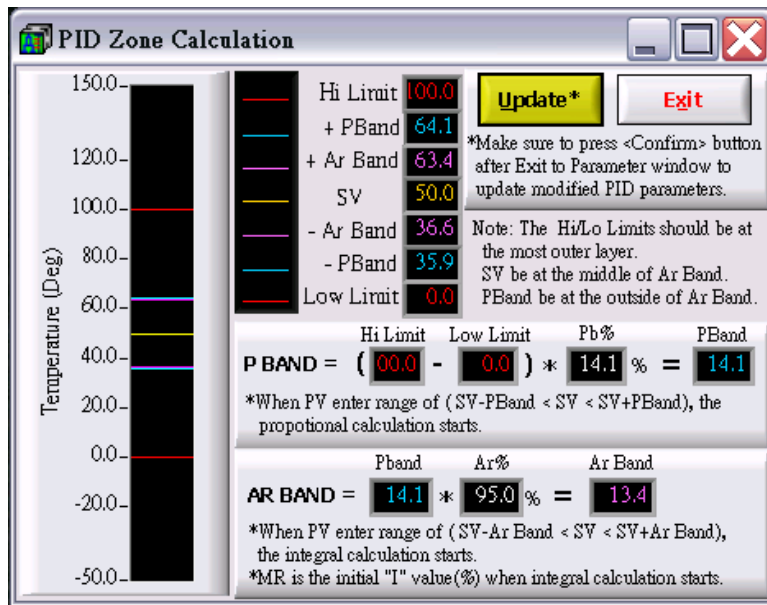 PID Zone Calculation
150.0
120.0
100.0
80.0
60.0
40.0
20.0
0.0
-20.0
-50.0
Temperature (Deg)
Hi Limit 100.0
+ PBand 64.1
+ Ar Band 63.4
SV 50.0
- Ar Band 36.6
- PBand 35.9
Low Limit 0.0
Update*
Exit
*Make sure to press <Confirm> button
after Exit to Parameter window to
update modified PID parameters.
Note: The Hi/Lo Limits should be at
the most outer layer.
SV be at the middle of Ar Band.
PBand be at the outside of Ar Band.
Hi Limit Low Limit Pb% PBand
P BAND = ( 00.0 - 0.0 ) * 14.1 % = 14.1
*When PV enter range of ( SV-PBand < SV < SV+PBand), the
propotional calculation starts.
Pband Ar% Ar Band
AR BAND = 14.1 * 95.0 % = 13.4
*When PV enter range of ( SV-Ar Band < SV < SV+Ar Band),
the integral calculation starts.
*MR is the initial "I" value(%) when integral calculation starts.